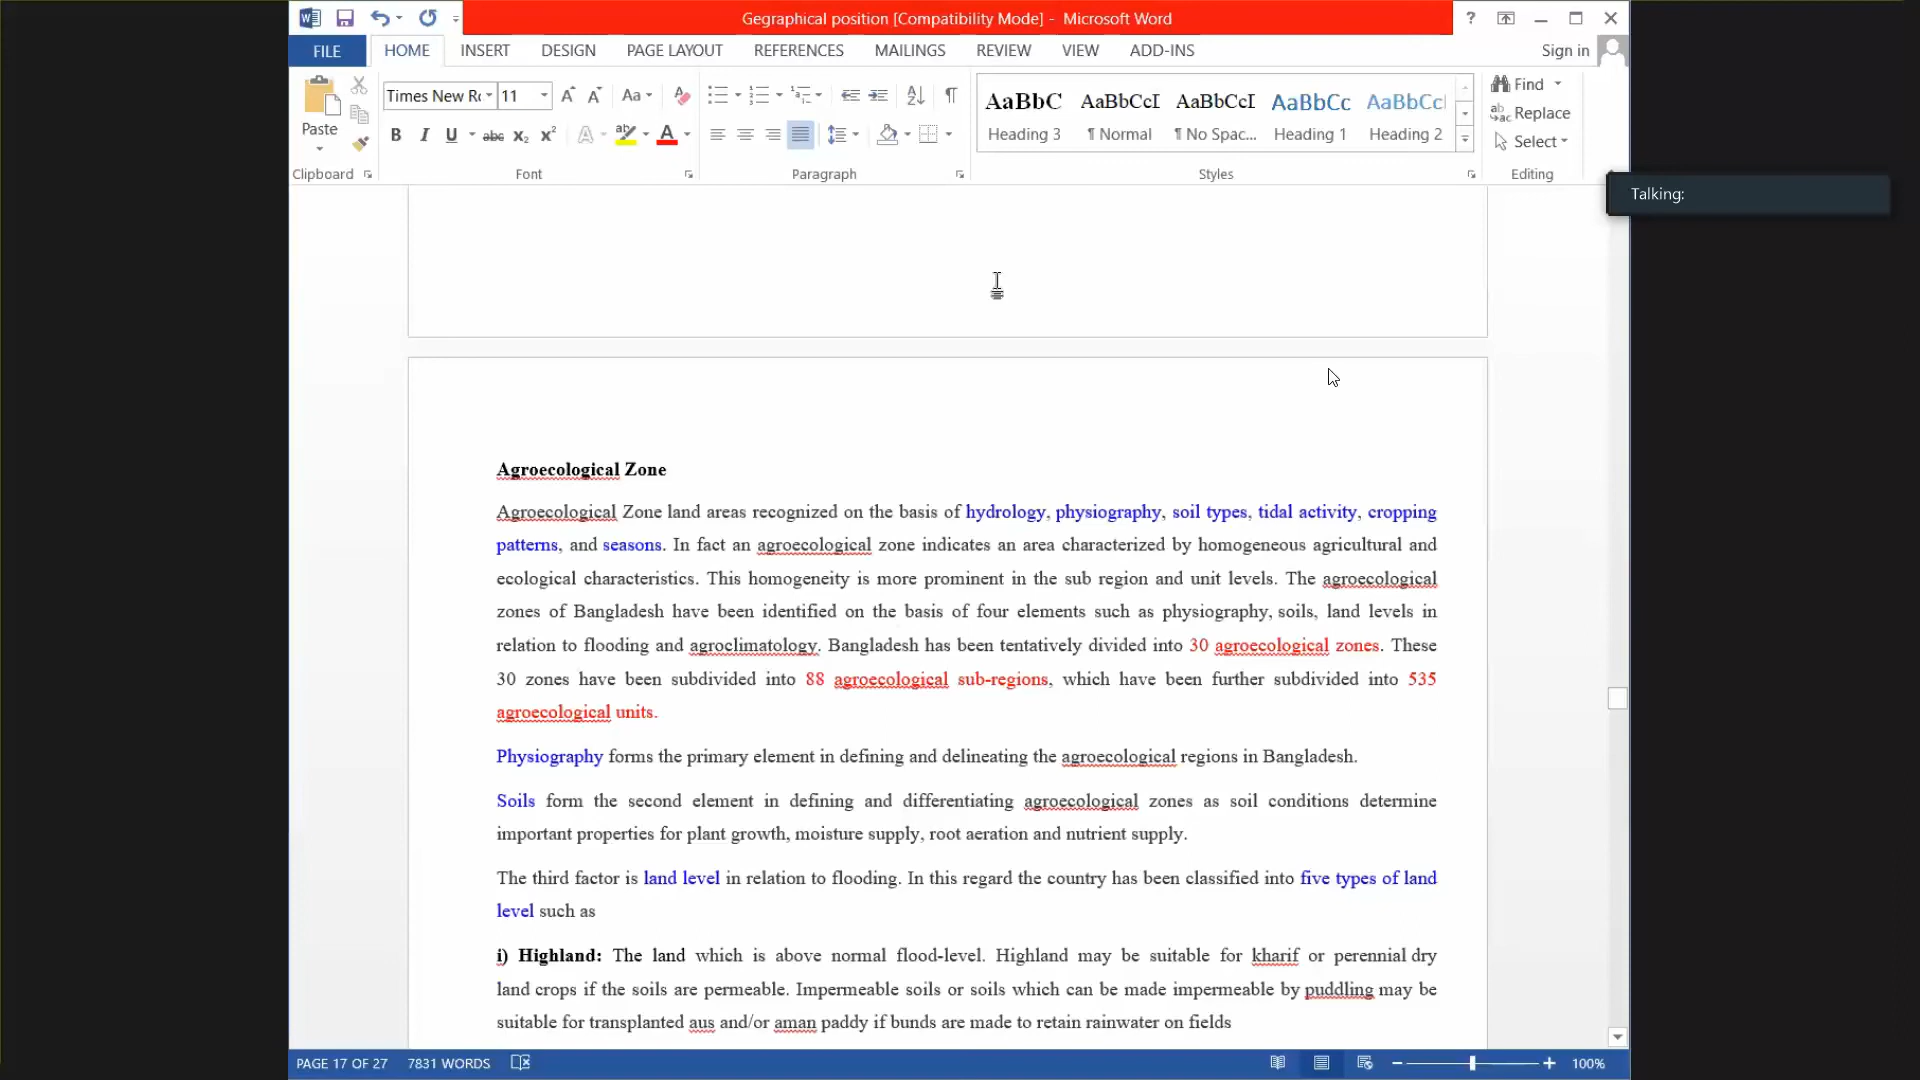 Gegraphical position [Compatibility Mode] - Microsoft Word
?
FILE HOME INSERT DESIGN PAGE LAYOUT REFERENCES MAILINGS REVIEW VIEW ADD-INS Sign in
Times New Ro 11 Aa
Paste
B I U abc x₂ x² A A
AaBbC AaBbCcI AaBbCcI AaBbCc AaBbCcI
Heading 3 ¶ Normal ¶ No Spac... Heading 1 Heading 2
Find
Replace
Select
Clipboard Font Paragraph Styles Editing
Talking:
Agroecological Zone
Agroecological Zone land areas recognized on the basis of hydrology, physiography, soil types, tidal activity, cropping
patterns, and seasons. In fact an agroecological zone indicates an area characterized by homogeneous agricultural and
ecological characteristics. This homogeneity is more prominent in the sub region and unit levels. The agroecological
zones of Bangladesh have been identified on the basis of four elements such as physiography, soils, land levels in
relation to flooding and agroclimatology. Bangladesh has been tentatively divided into 30 agroecological zones. These
30 zones have been subdivided into 88 agroecological sub-regions, which have been further subdivided into 535
agroecological units.
Physiography forms the primary element in defining and delineating the agroecological regions in Bangladesh.
Soils form the second element in defining and differentiating agroecological zones as soil conditions determine
important properties for plant growth, moisture supply, root aeration and nutrient supply.
The third factor is land level in relation to flooding. In this regard the country has been classified into five types of land
level such as
i) Highland: The land which is above normal flood-level. Highland may be suitable for kharif or perennial dry
land crops if the soils are permeable. Impermeable soils or soils which can be made impermeable by puddling may be
suitable for transplanted aus and/or aman paddy if bunds are made to retain rainwater on fields
PAGE 17 OF 27 7831 WORDS 100%